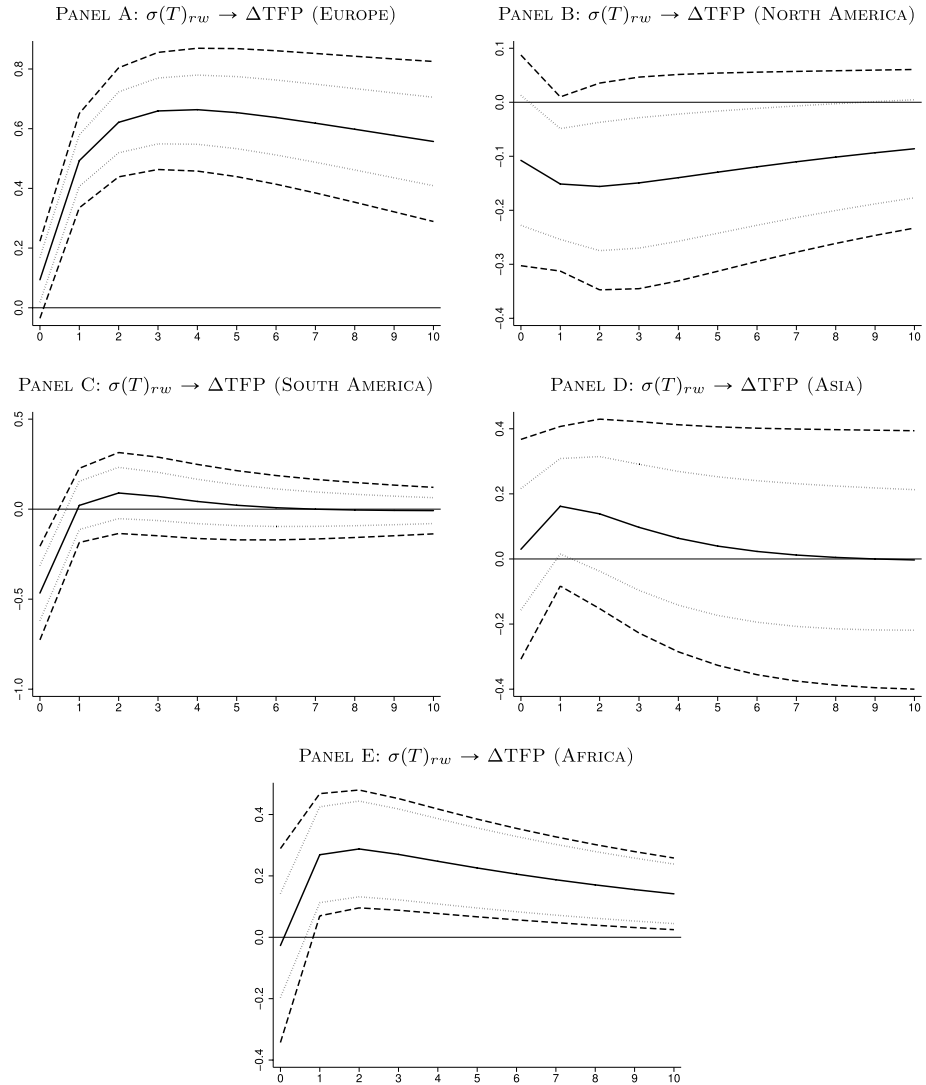 PANEL A: σ(T)rw → ΔTFP (EUROPE)
0.8
0.6
0.4
0.2
0.0
0 1 2 3 4 5 6 7 8 9 10
PANEL B: σ(T)rw → ΔTFP (NORTH AMERICA)
0.1
0.0
−0.1
−0.2
−0.3
−0.4
0 1 2 3 4 5 6 7 8 9 10
PANEL C: σ(T)rw → ΔTFP (SOUTH AMERICA)
0.5
0.0
−0.5
−1.0
0 1 2 3 4 5 6 7 8 9 10
PANEL D: σ(T)rw → ΔTFP (ASIA)
0.4
0.2
0.0
−0.2
−0.4
0 1 2 3 4 5 6 7 8 9 10
PANEL E: σ(T)rw → ΔTFP (AFRICA)
0.4
0.2
0.0
−0.2
−0.4
0 1 2 3 4 5 6 7 8 9 10